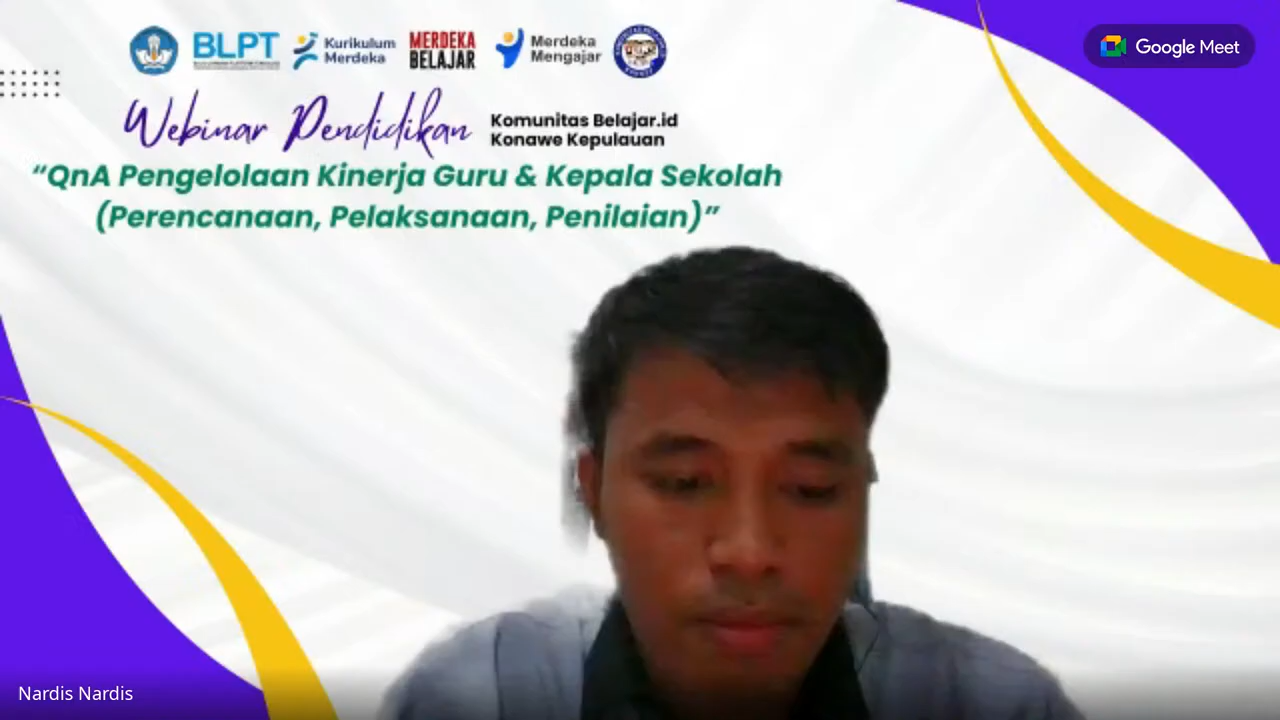 BLPT
Kurikulum
Merdeka
MERDEKA
BELAJAR
Merdeka
Mengajar
Google Meet
Webinar Pendidikan
Komunitas Belajar.id
Konawe Kepulauan
“QnA Pengelolaan Kinerja Guru & Kepala Sekolah
(Perencanaan, Pelaksanaan, Penilaian)”
Nardis Nardis